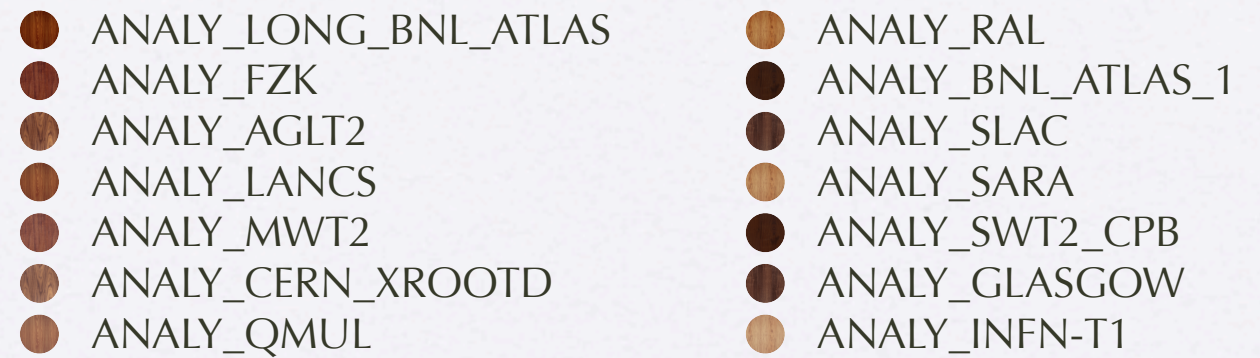 ANALY_LONG_BNL_ATLAS
ANALY_RAL
ANALY_FZK
ANALY_BNL_ATLAS_1
ANALY_AGLT2
ANALY_SLAC
ANALY_LANCS
ANALY_SARA
ANALY_MWT2
ANALY_SWT2_CPB
ANALY_CERN_XROOTD
ANALY_GLASGOW
ANALY_QMUL
ANALY_INFN-T1